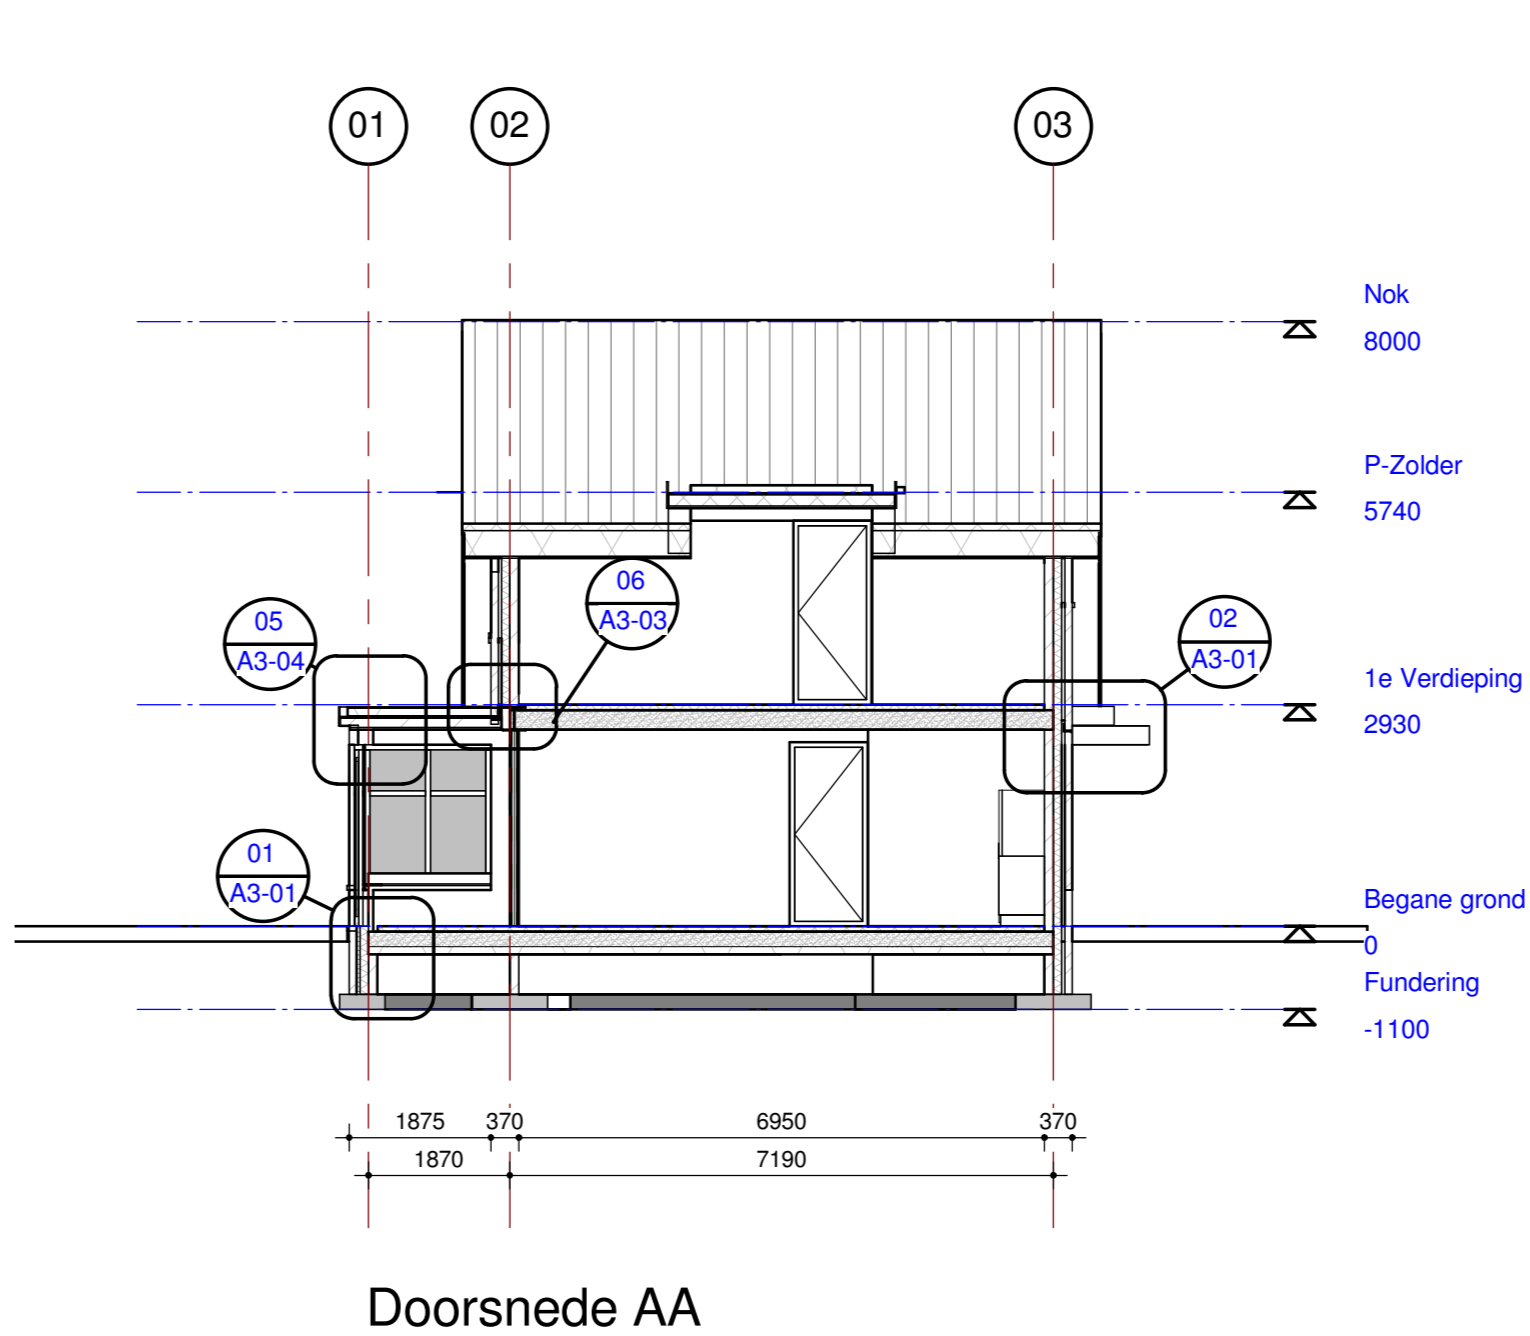 01
02
03
Nok
8000
P-Zolder
5740
06
A3-03
05
A3-04
02
A3-01
1e Verdieping
2930
01
A3-01
Begane grond
0
Fundering
-1100
1875
370
6950
370
1870
7190
Doorsnede AA